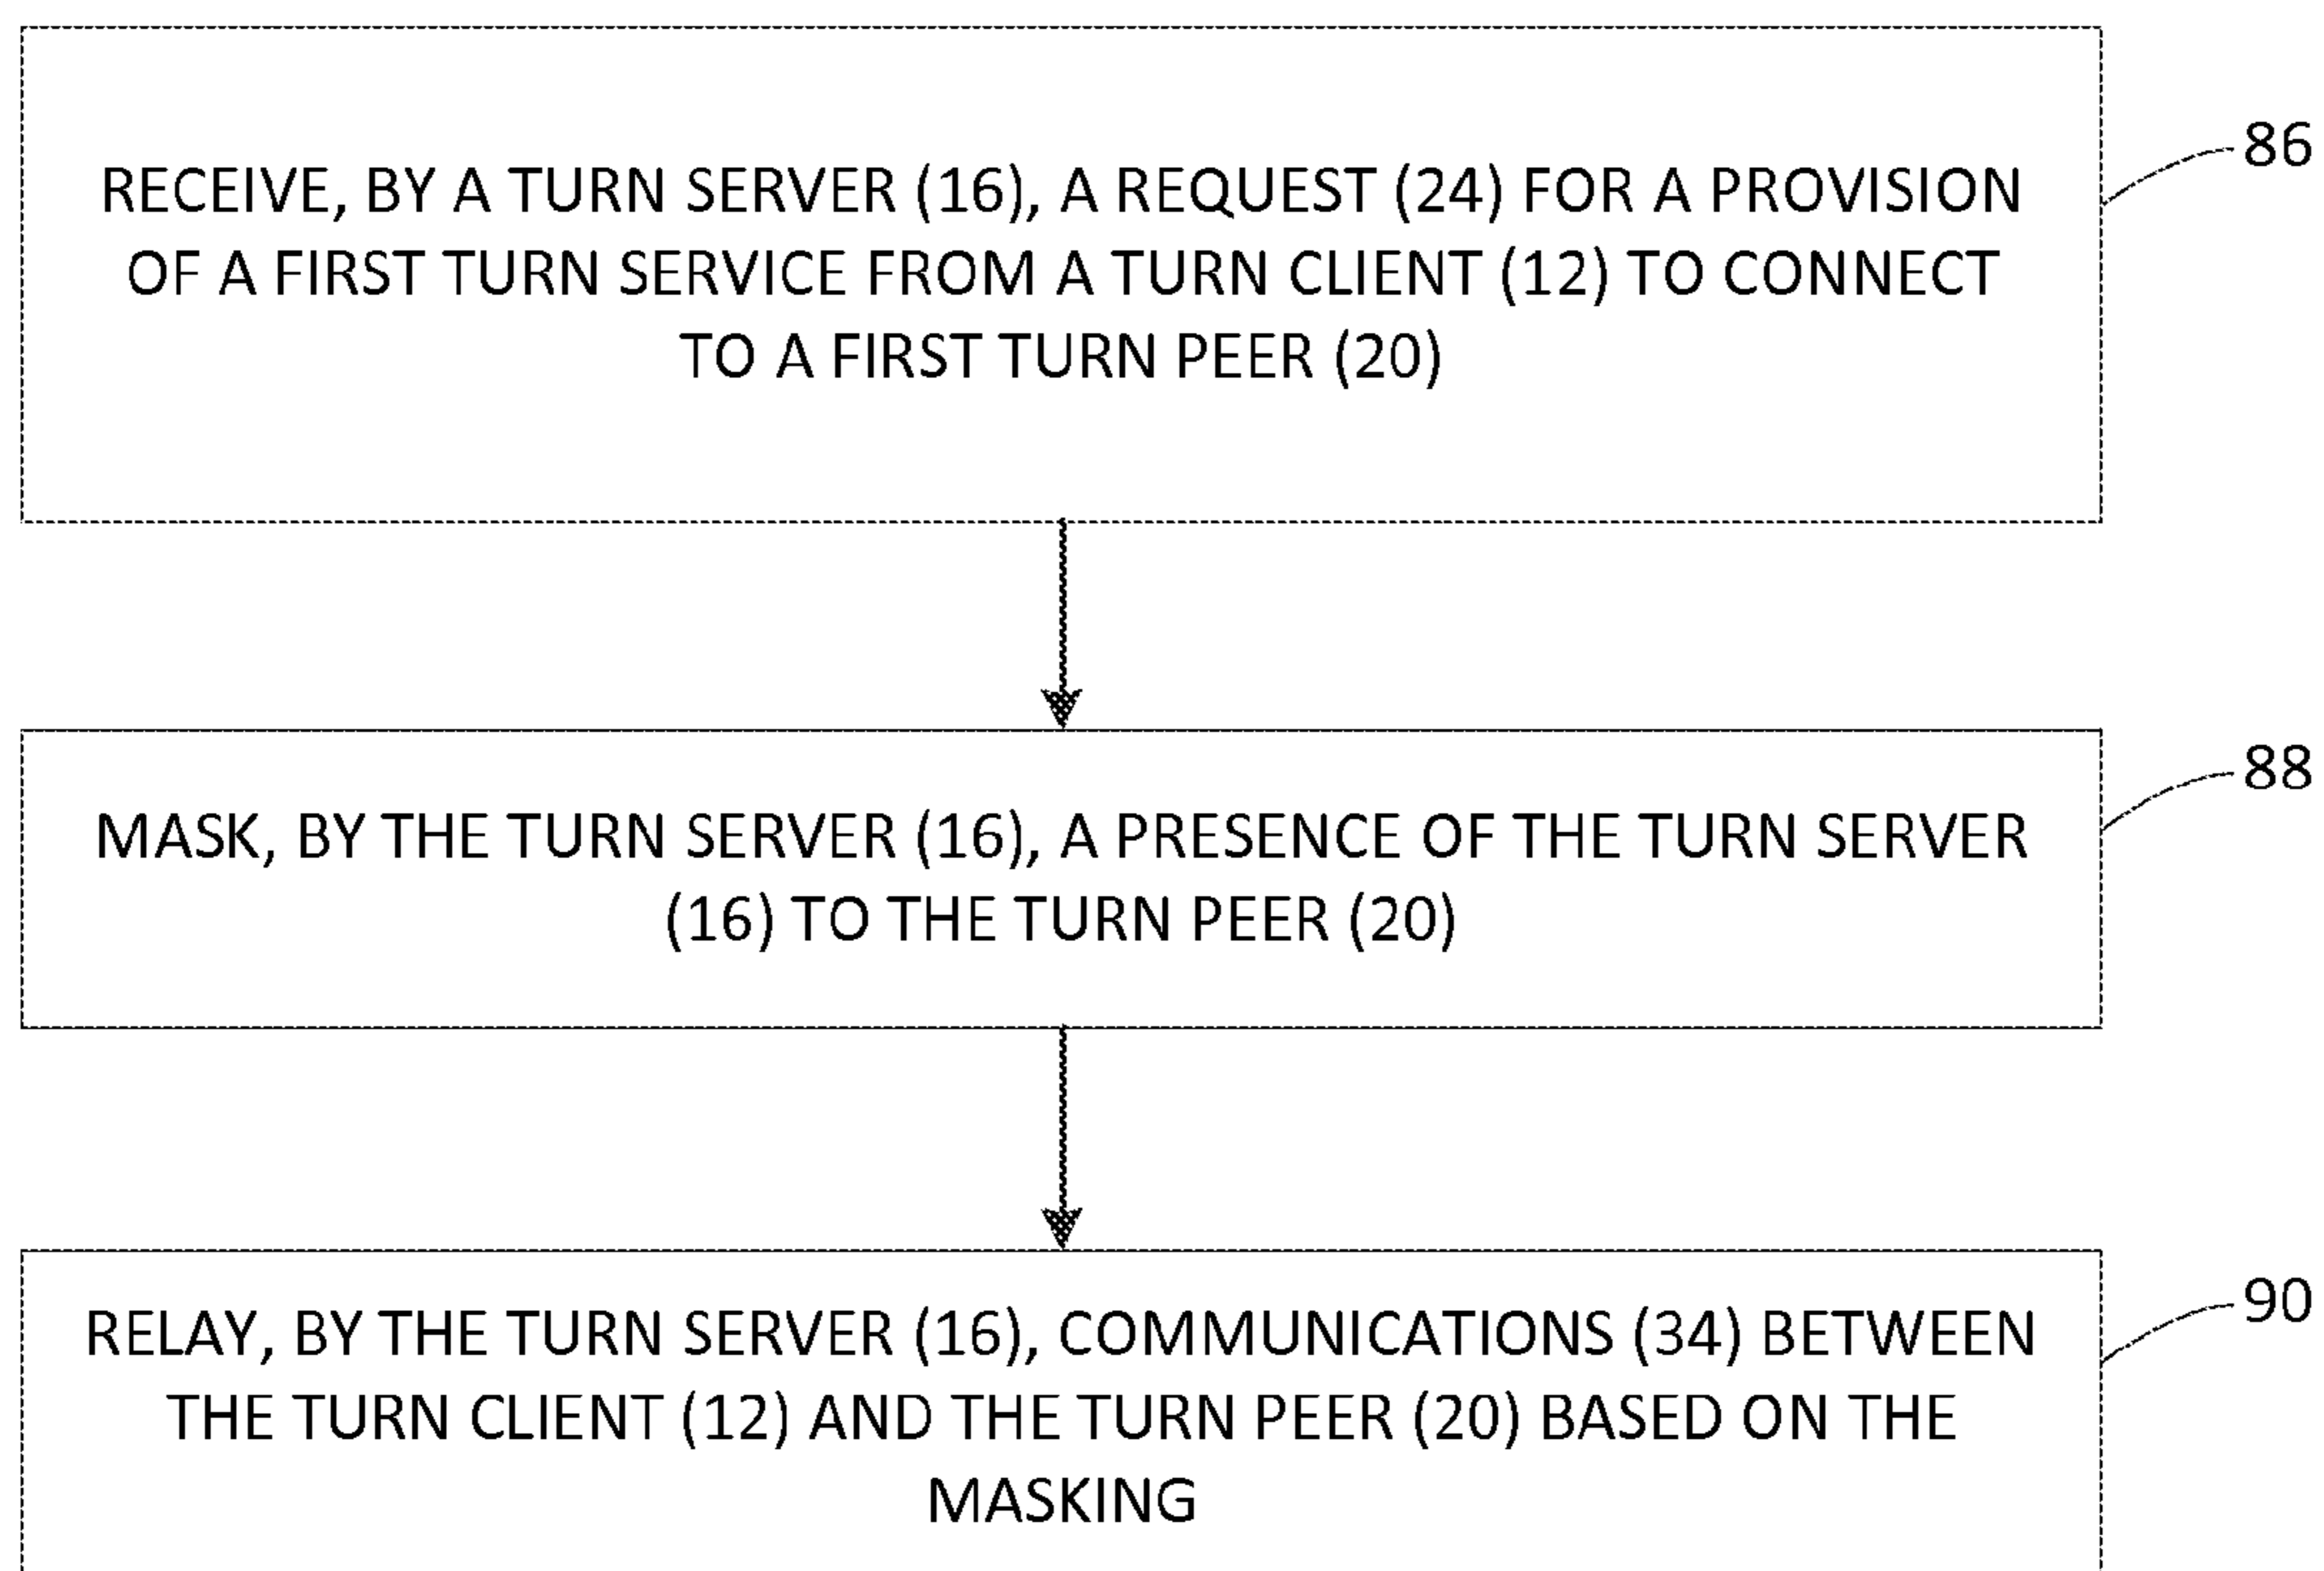 RECEIVE, BY A TURN SERVER (16), A REQUEST (24) FOR A PROVISION
OF A FIRST TURN SERVICE FROM A TURN CLIENT (12) TO CONNECT
TO A FIRST TURN PEER (20)
86
MASK, BY THE TURN SERVER (16), A PRESENCE OF THE TURN SERVER
(16) TO THE TURN PEER (20)
88
RELAY, BY THE TURN SERVER (16), COMMUNICATIONS (34) BETWEEN
THE TURN CLIENT (12) AND THE TURN PEER (20) BASED ON THE
MASKING
90